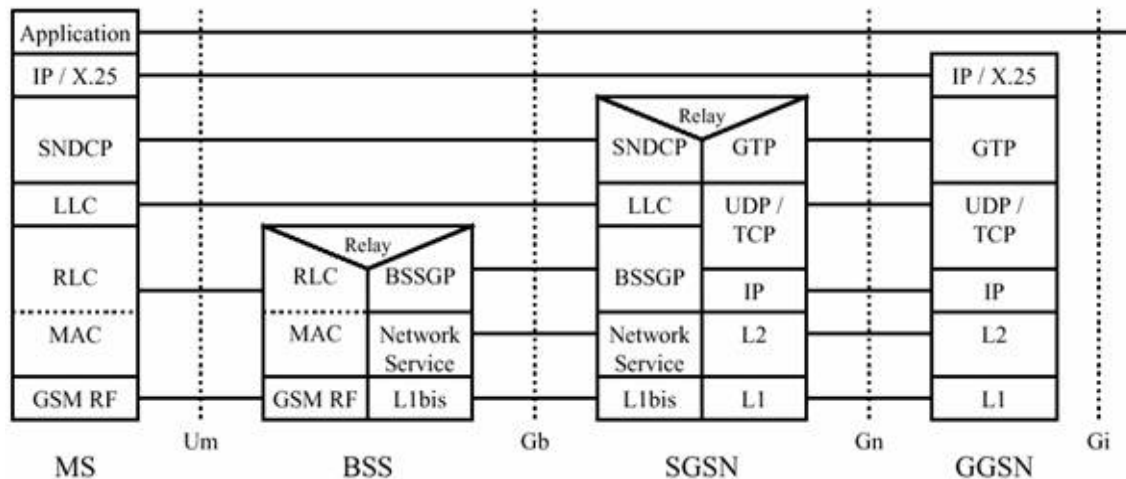 Application
IP / X.25
IP / X.25
Relay
SNDCP
SNDCP
GTP
GTP
LLC
LLC
UDP /
TCP
UDP /
TCP
Relay
RLC
RLC
BSSGP
BSSGP
IP
IP
MAC
MAC
Network
Service
Network
Service
L2
L2
GSM RF
GSM RF
L1bis
L1bis
L1
L1
Um
Gb
Gn
Gi
MS
BSS
SGSN
GGSN